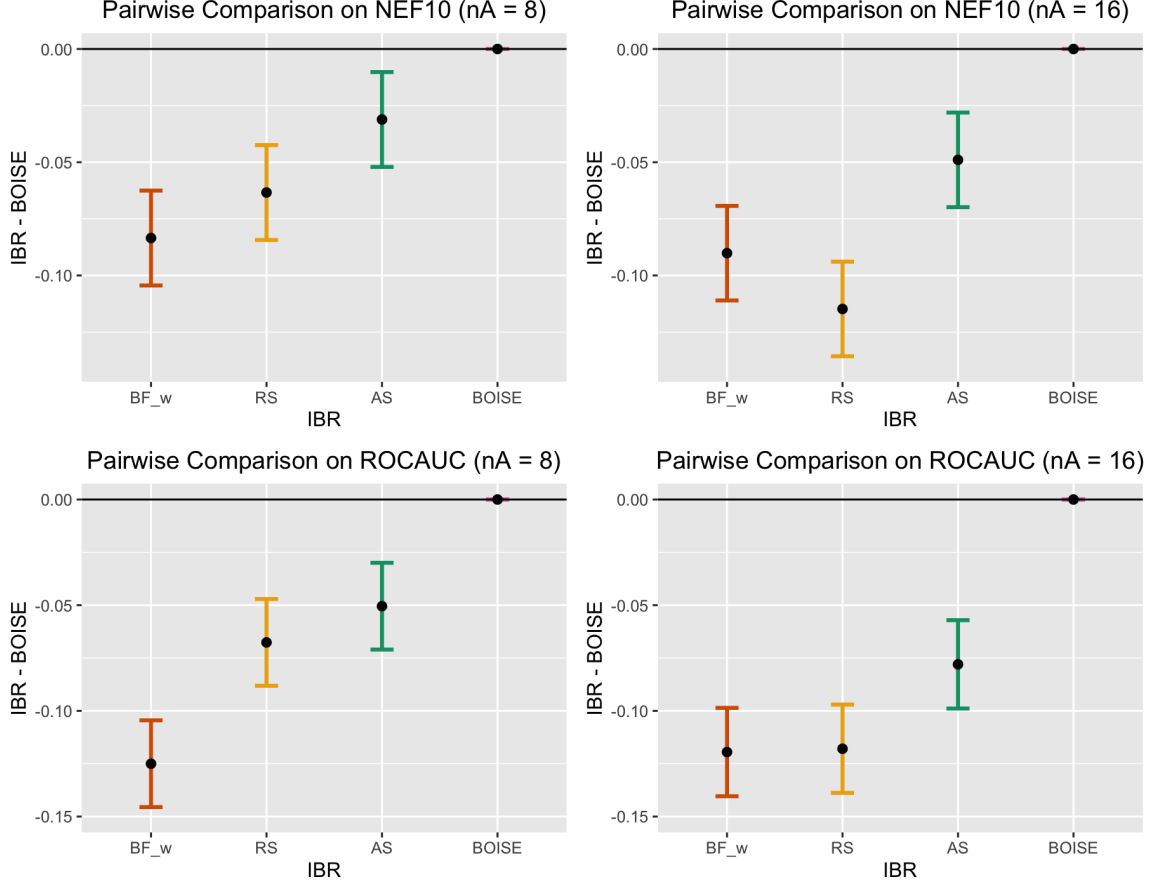 Pairwise Comparison on NEF10 (nA = 8)
0.00
-0.05
-0.10
IBR - BOISE
BF_w RS AS BOISE
IBR
Pairwise Comparison on NEF10 (nA = 16)
0.00
-0.05
-0.10
IBR - BOISE
BF_w RS AS BOISE
IBR
Pairwise Comparison on ROCAUC (nA = 8)
0.00
-0.05
-0.10
-0.15
IBR - BOISE
BF_w RS AS BOISE
IBR
Pairwise Comparison on ROCAUC (nA = 16)
0.00
-0.05
-0.10
-0.15
IBR - BOISE
BF_w RS AS BOISE
IBR